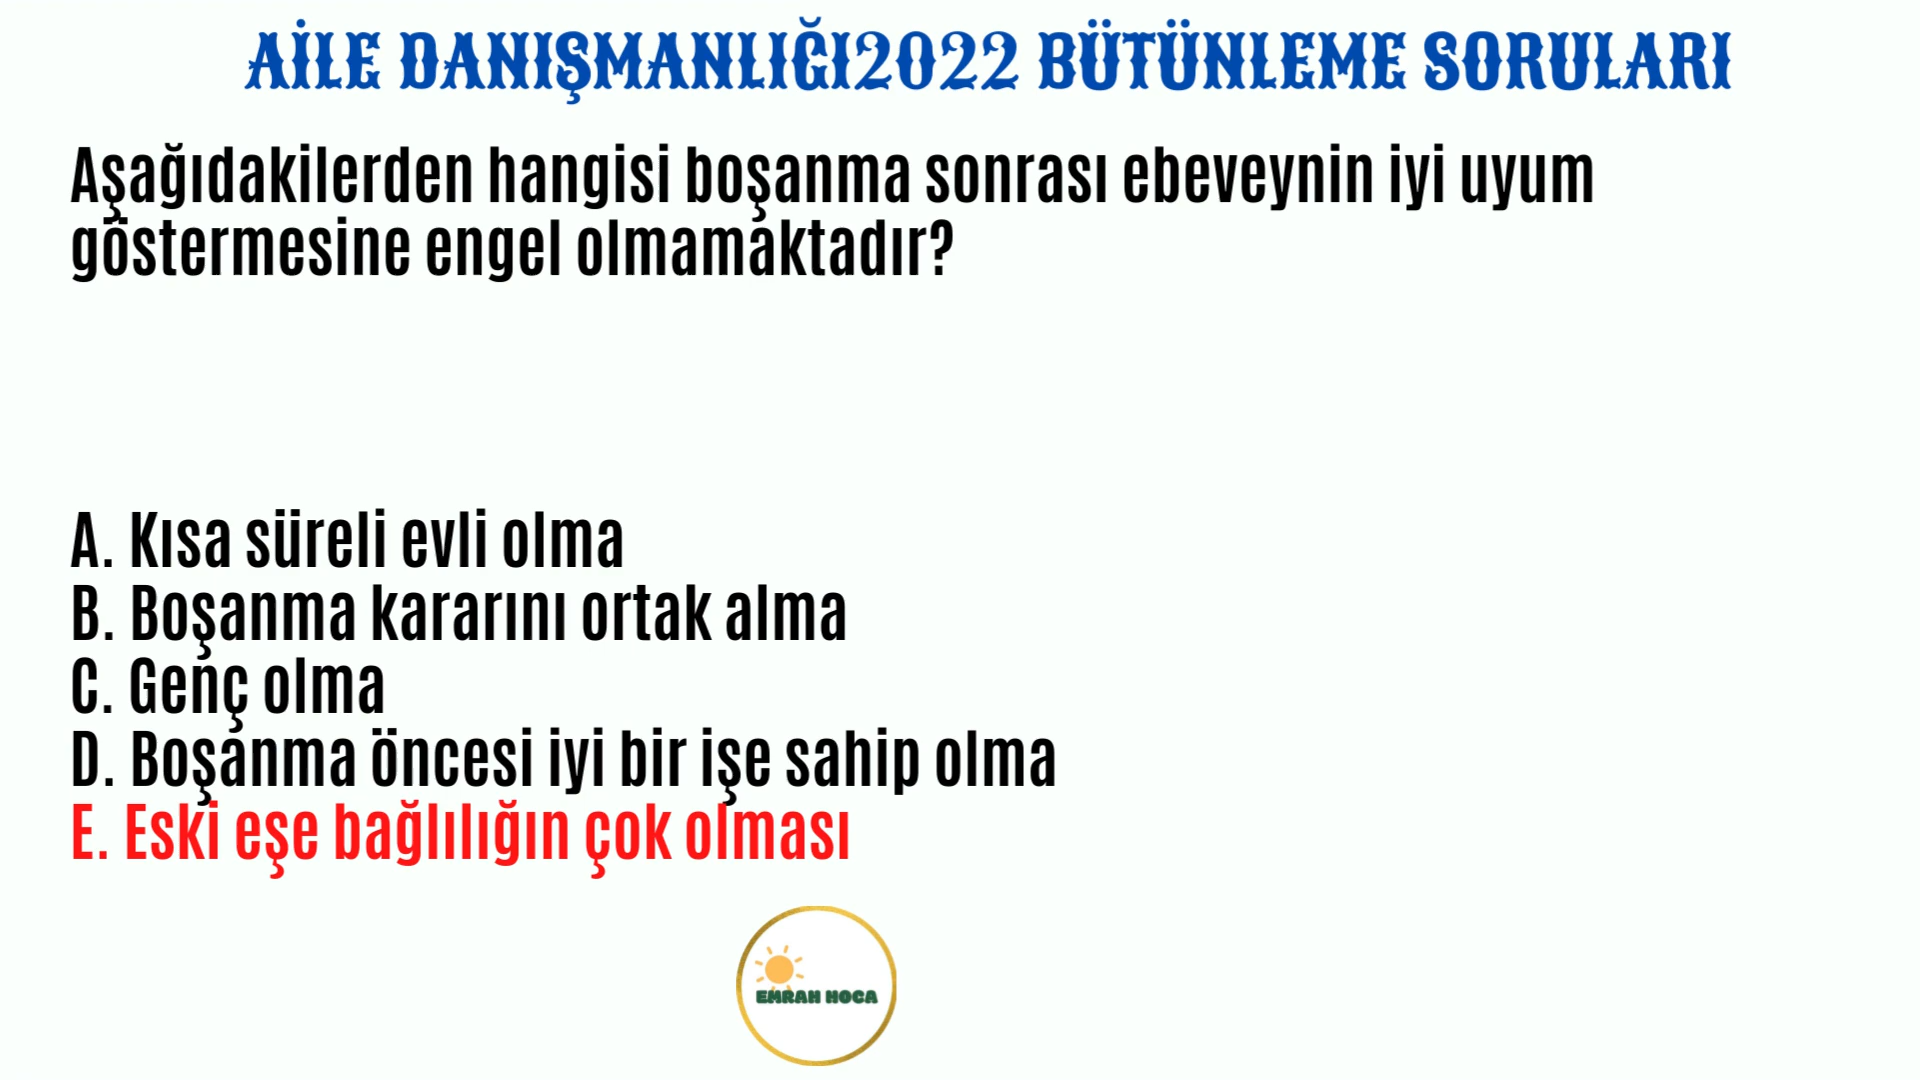 AİLE DANIŞMANLIĞI2022 BÜTÜNLEME SORULARI
Aşağıdakilerden hangisi boşanma sonrası ebeveynin iyi uyum
göstermesine engel olmamaktadır?
A. Kısa süreli evli olma
B. Boşanma kararını ortak alma
C. Genç olma
D. Boşanma öncesi iyi bir işe sahip olma
E. Eski eşe bağlılığın çok olması
EMRAH HOCA